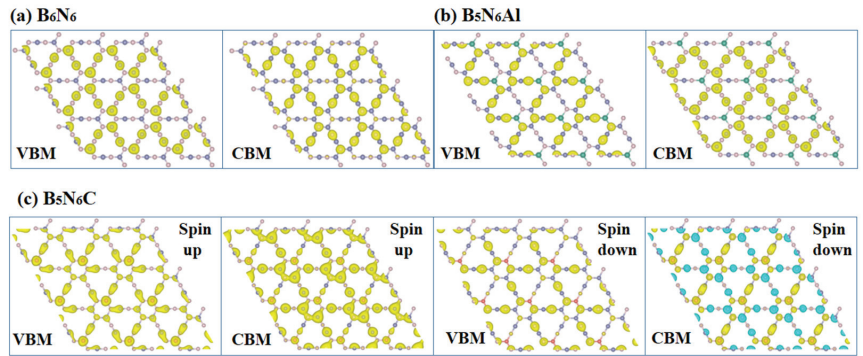 (a) B₆N₆
(b) B₅N₆Al
VBM
CBM
VBM
CBM
(c) B₅N₆C
Spin up
VBM
Spin up
CBM
Spin down
VBM
Spin down
CBM